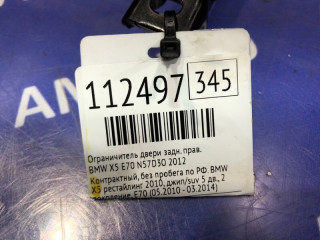 112497 345
Ограничитель двери задн. прав.
BMW X5 E70 N57D30 2012
Контрактный, без пробега по РФ. BMW
X5 рестайлинг 2010, джип/suv 5 дв., 2
поколение, E70 (05.2010 - 03.2014)